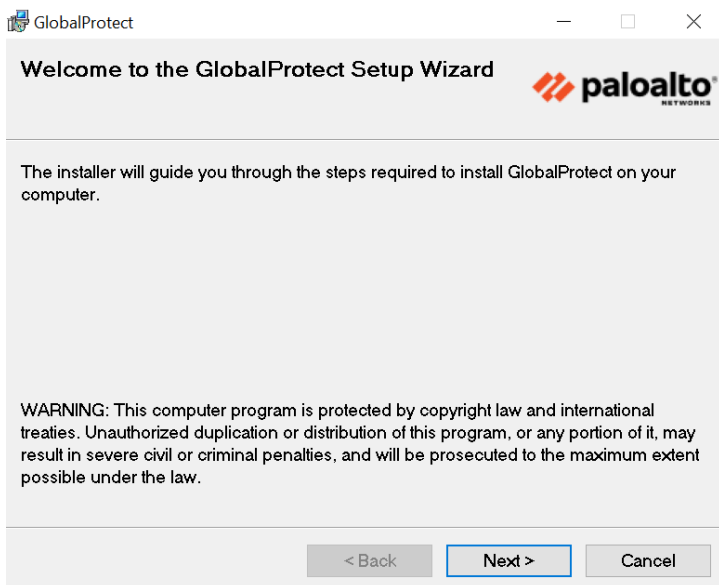 GlobalProtect
Welcome to the GlobalProtect Setup Wizard
paloalto
NETWORKS
The installer will guide you through the steps required to install GlobalProtect on your
computer.
WARNING: This computer program is protected by copyright law and international
treaties. Unauthorized duplication or distribution of this program, or any portion of it, may
result in severe civil or criminal penalties, and will be prosecuted to the maximum extent
possible under the law.
< Back Next > Cancel